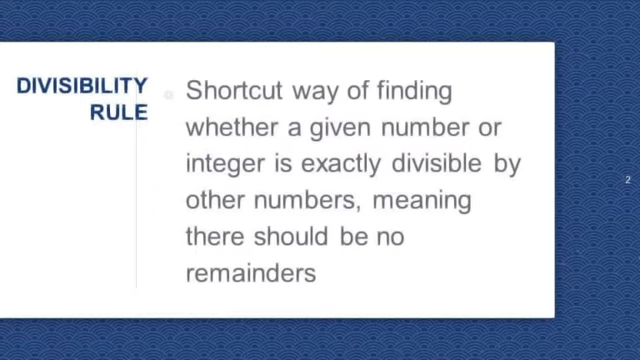 DIVISIBILITY
RULE
Shortcut way of finding
whether a given number or
integer is exactly divisible by
other numbers, meaning
there should be no
remainders
2